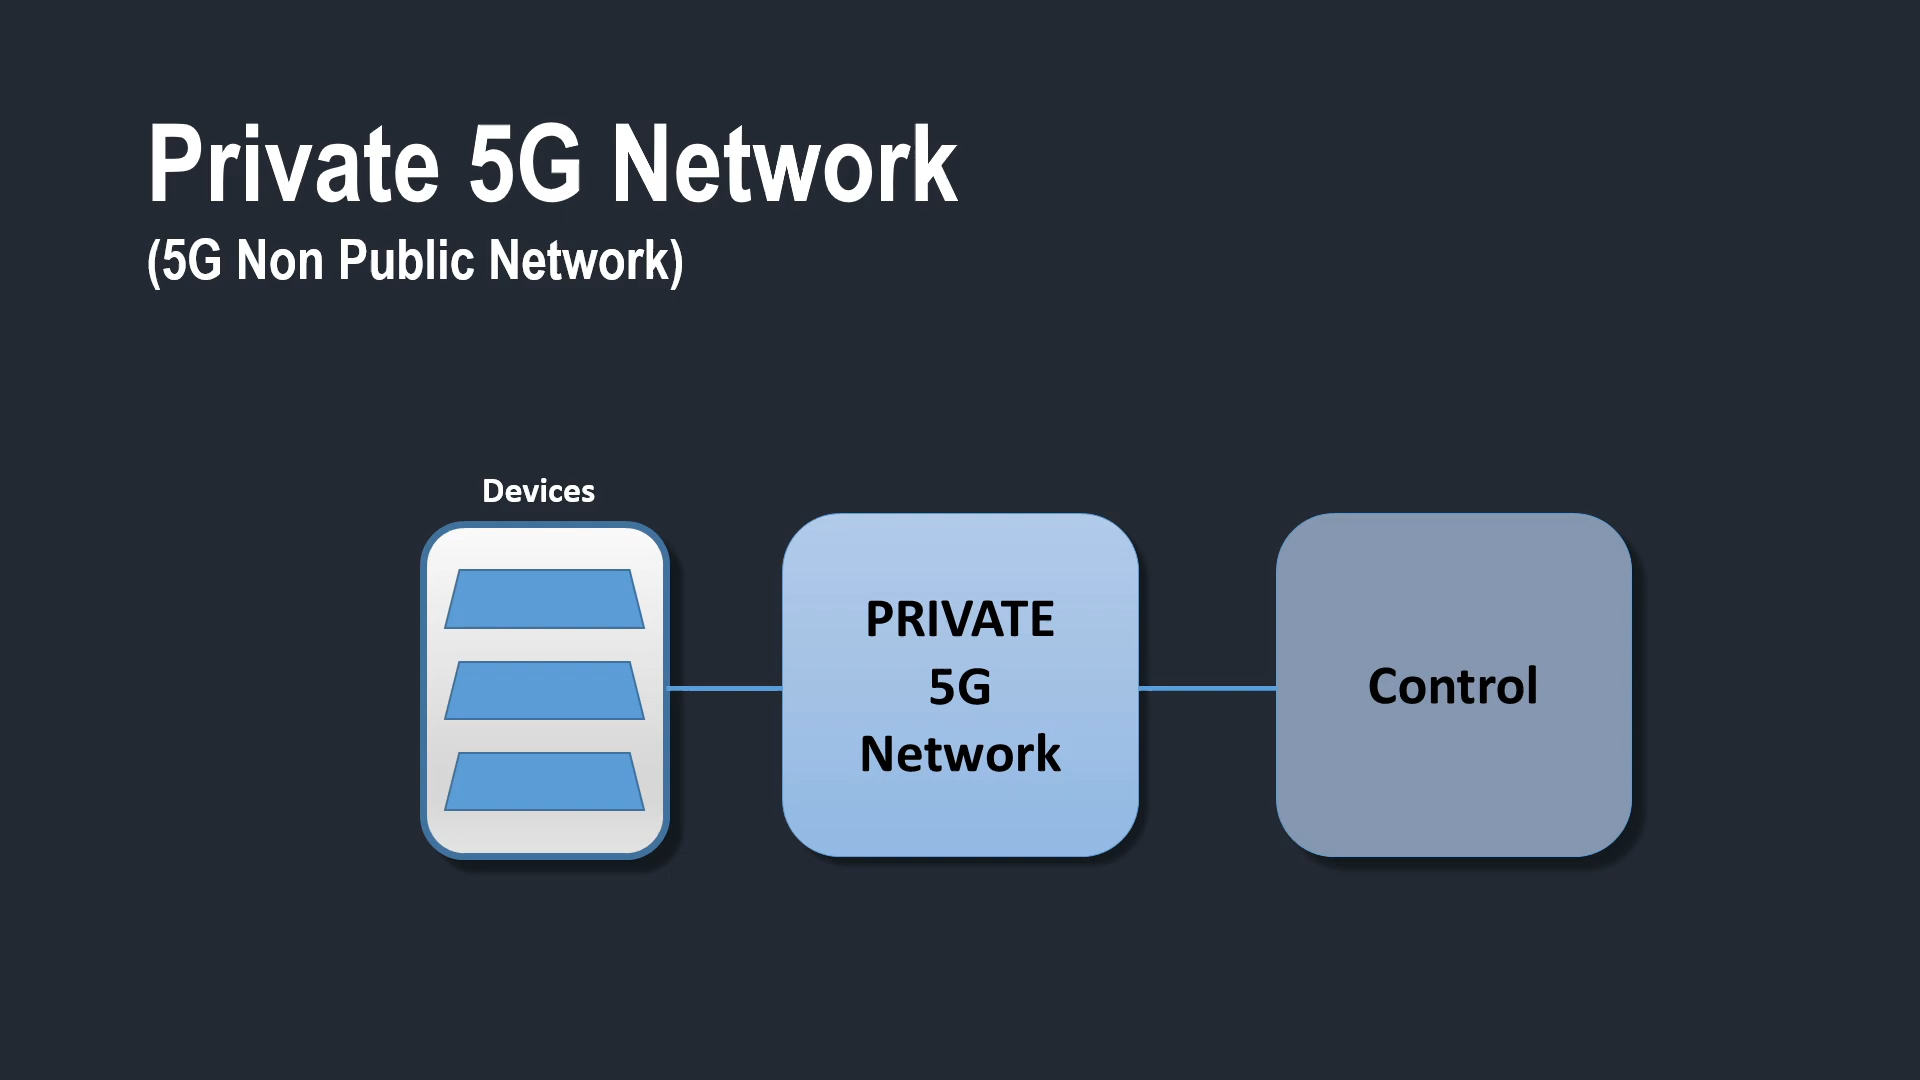 Private 5G Network
(5G Non Public Network)
Devices
PRIVATE
5G
Network
Control